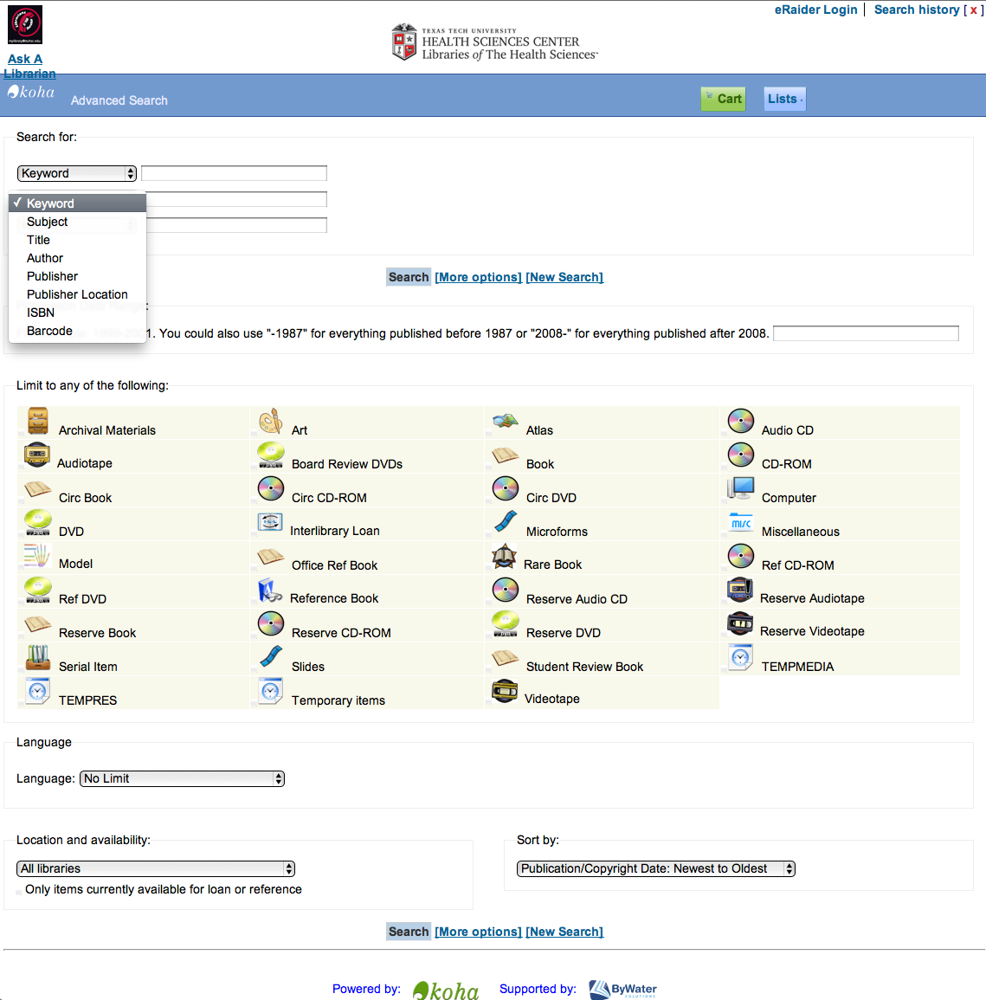 eRaider Login | Search history [ x ]
Ask A
Librarian
TEXAS TECH UNIVERSITY
HEALTH SCIENCES CENTER
Libraries of The Health Sciences™
koha Advanced Search Cart Lists
Search for:
Keyword
✓ Keyword
Subject
Title
Author
Publisher
Publisher Location
ISBN
Barcode
Search [More options] [New Search]
1. You could also use "-1987" for everything published before 1987 or "2008-" for everything published after 2008.
Limit to any of the following:
Archival Materials Art Atlas Audio CD
Audiotape Board Review DVDs Book CD-ROM
Circ Book Circ CD-ROM Circ DVD Computer
DVD Interlibrary Loan Microforms Miscellaneous
Model Office Ref Book Rare Book Ref CD-ROM
Ref DVD Reference Book Reserve Audio CD Reserve Audiotape
Reserve Book Reserve CD-ROM Reserve DVD Reserve Videotape
Serial Item Slides Student Review Book TEMPMEDIA
TEMPRES Temporary items Videotape
Language
Language: No Limit
Location and availability:
All libraries
Only items currently available for loan or reference
Sort by:
Publication/Copyright Date: Newest to Oldest
Search [More options] [New Search]
Powered by: koha Supported by: ByWater SOLUTIONS